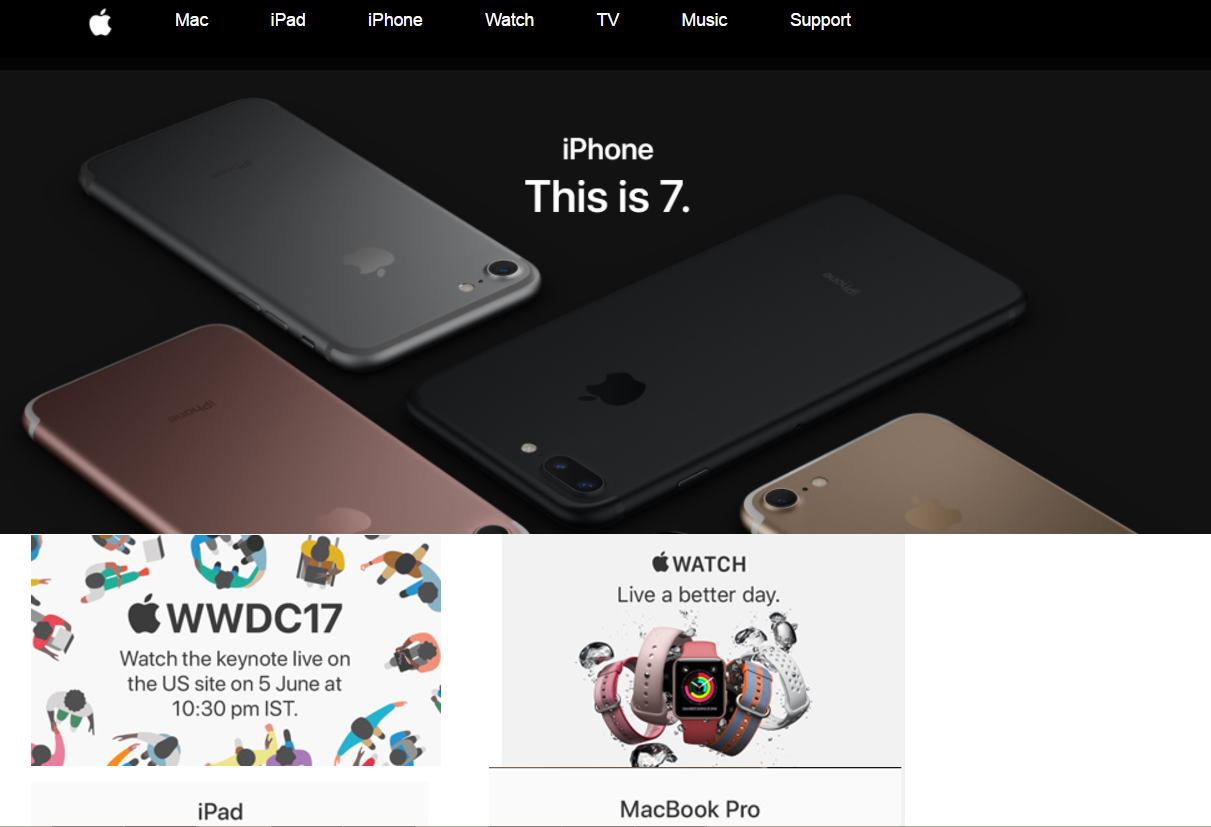 Mac iPad iPhone Watch TV Music Support
iPhone
This is 7.
iPhone
iPhone
iPhone
WWDC17
Watch the keynote live on
the US site on 5 June at
10:30 pm IST.
WATCH
Live a better day.
iPad
MacBook Pro